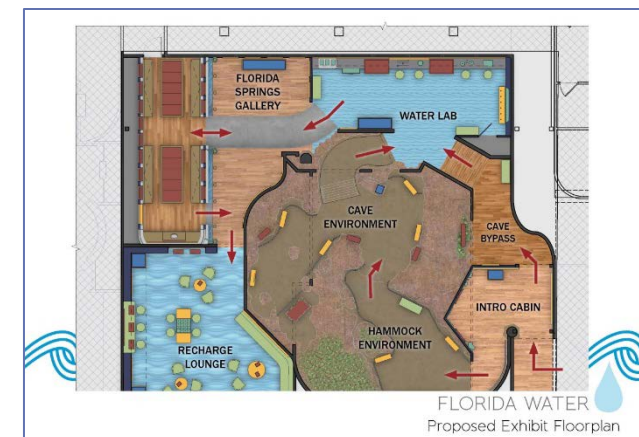 FLORIDA
SPRINGS
GALLERY
WATER LAB
CAVE
ENVIRONMENT
CAVE
BYPASS
INTRO CABIN
HAMMOCK
ENVIRONMENT
RECHARGE
LOUNGE
FLORIDA WATER
Proposed Exhibit Floorplan